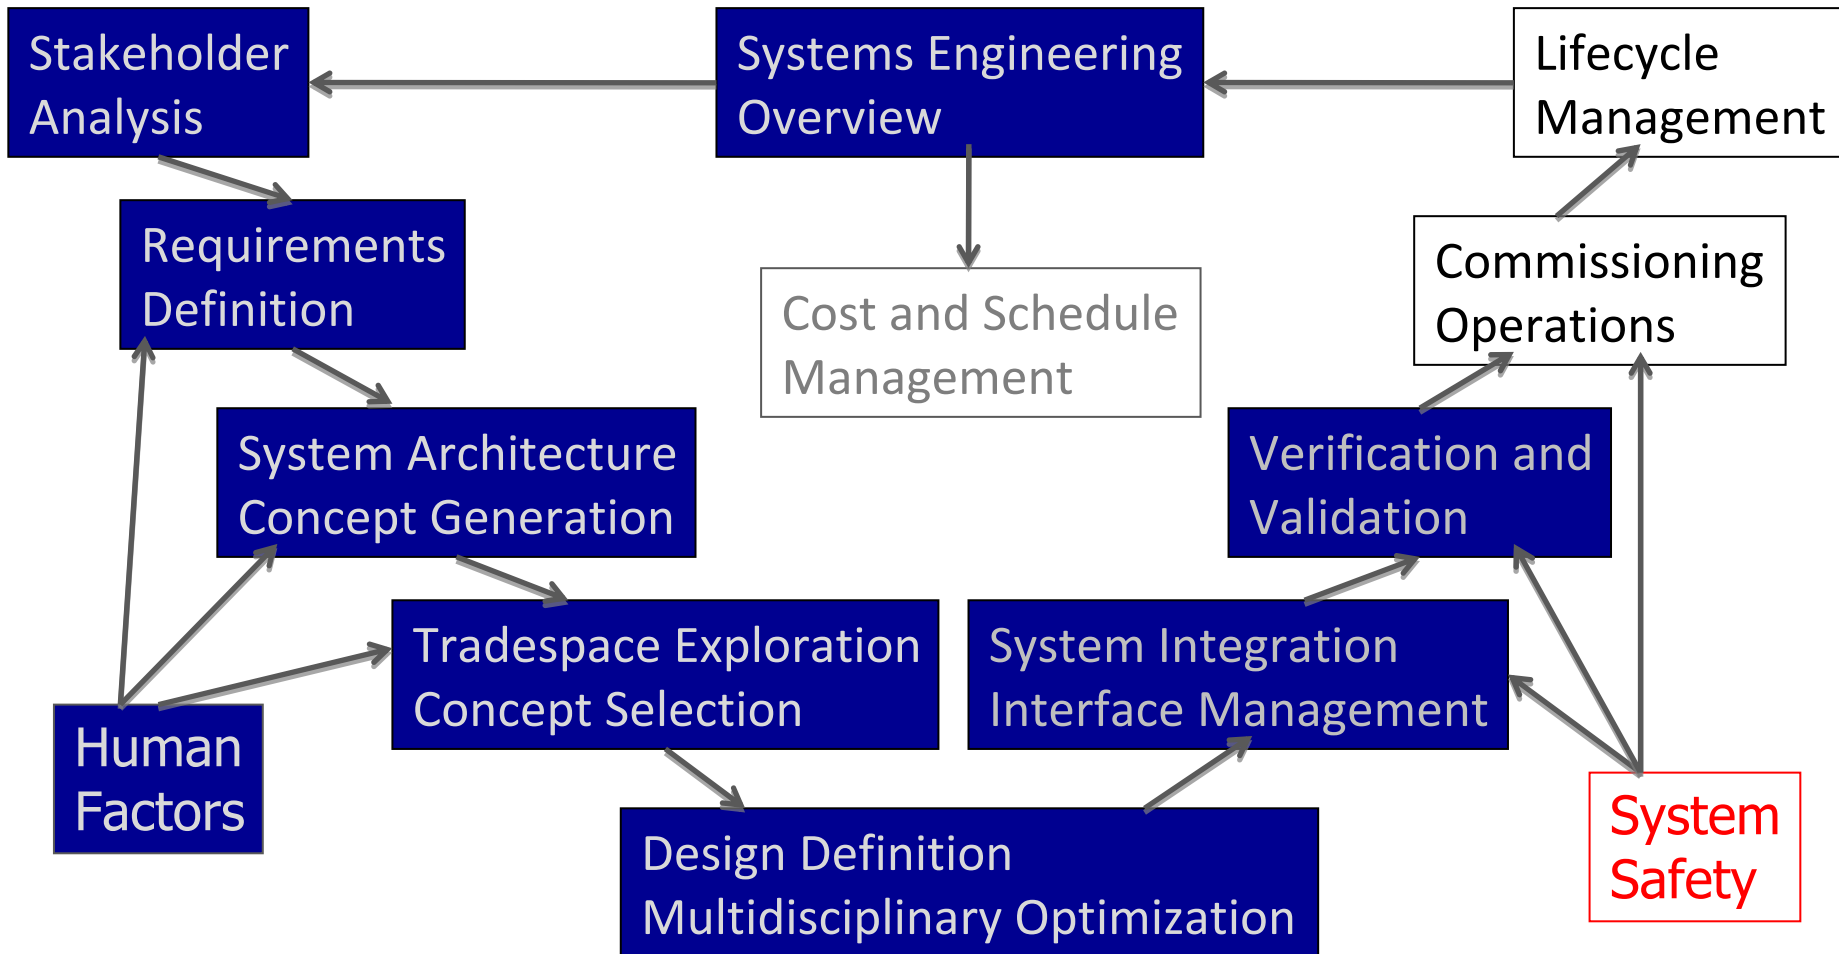 Stakeholder
Analysis
Systems Engineering
Overview
Lifecycle
Management
Requirements
Definition
Cost and Schedule
Management
Commissioning
Operations
System Architecture
Concept Generation
Verification and
Validation
Tradespace Exploration
Concept Selection
System Integration
Interface Management
Human
Factors
System
Safety
Design Definition
Multidisciplinary Optimization